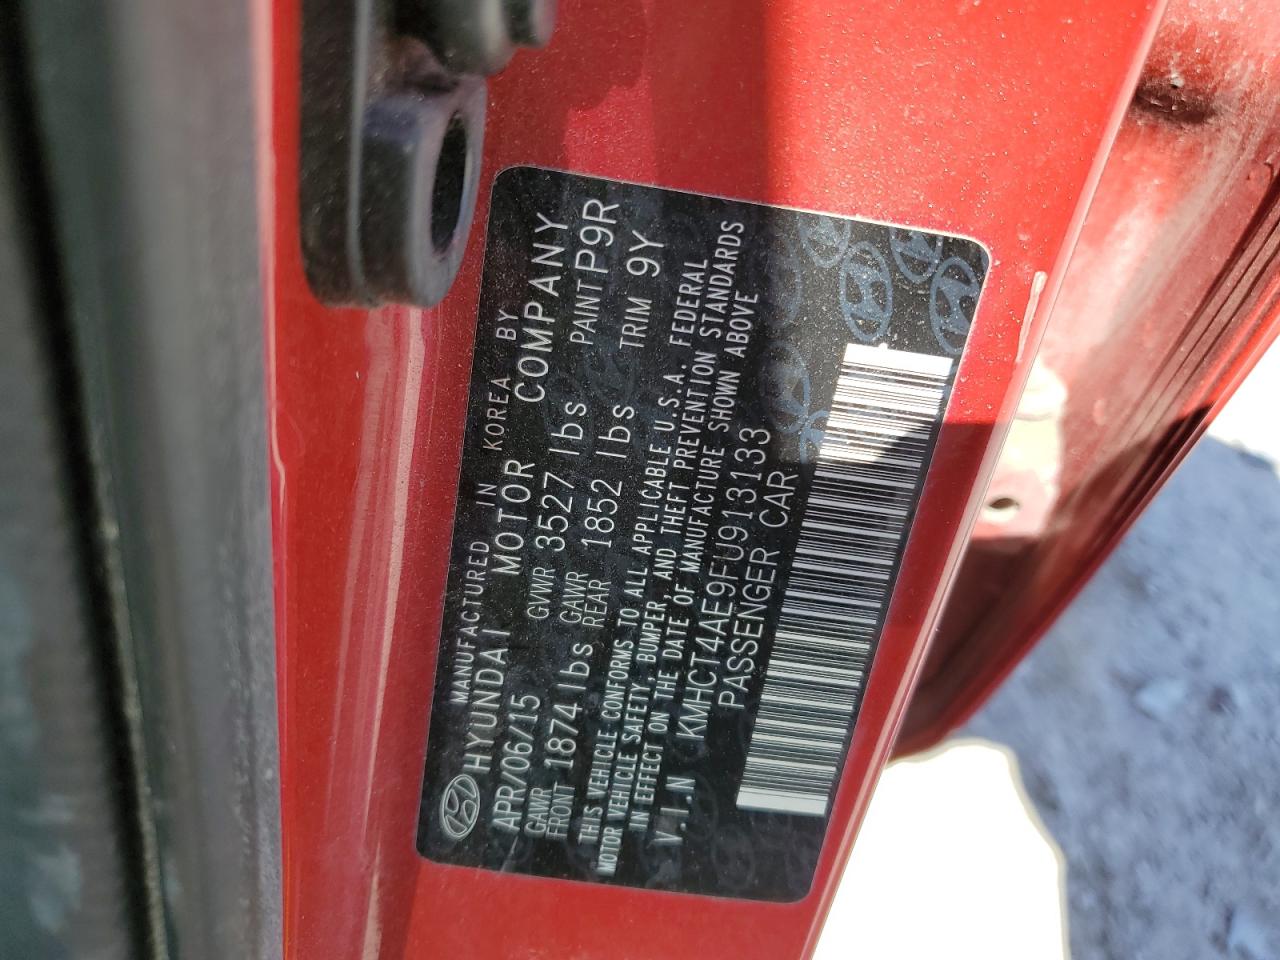 MANUFACTURED IN KOREA BY
HYUNDAI MOTOR COMPANY
APR/06/15 GVWR 3527 lbs PAINT P9R
GAWR FRONT 1874 lbs GAWR REAR 1852 lbs TRIM 9Y
THIS VEHICLE CONFORMS TO ALL APPLICABLE U.S.A. FEDERAL
MOTOR VEHICLE SAFETY, BUMPER, AND THEFT PREVENTION STANDARDS
IN EFFECT ON THE DATE OF MANUFACTURE SHOWN ABOVE
V.I.N KMHCT4AE9FU913133
PASSENGER CAR